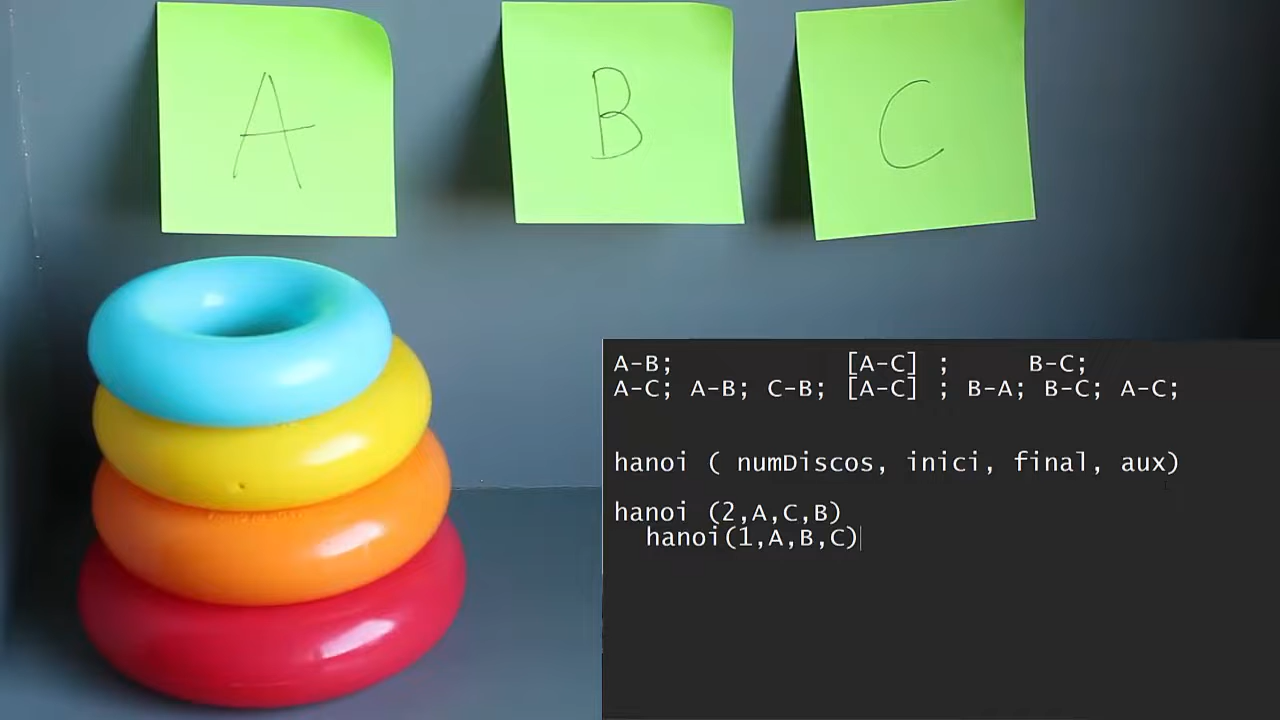 A
B
C
A-B; [A-C] ; B-C;
A-C; A-B; C-B; [A-C] ; B-A; B-C; A-C;
hanoi ( numDiscos, inici, final, aux)
hanoi (2,A,C,B)
hanoi(1,A,B,C)